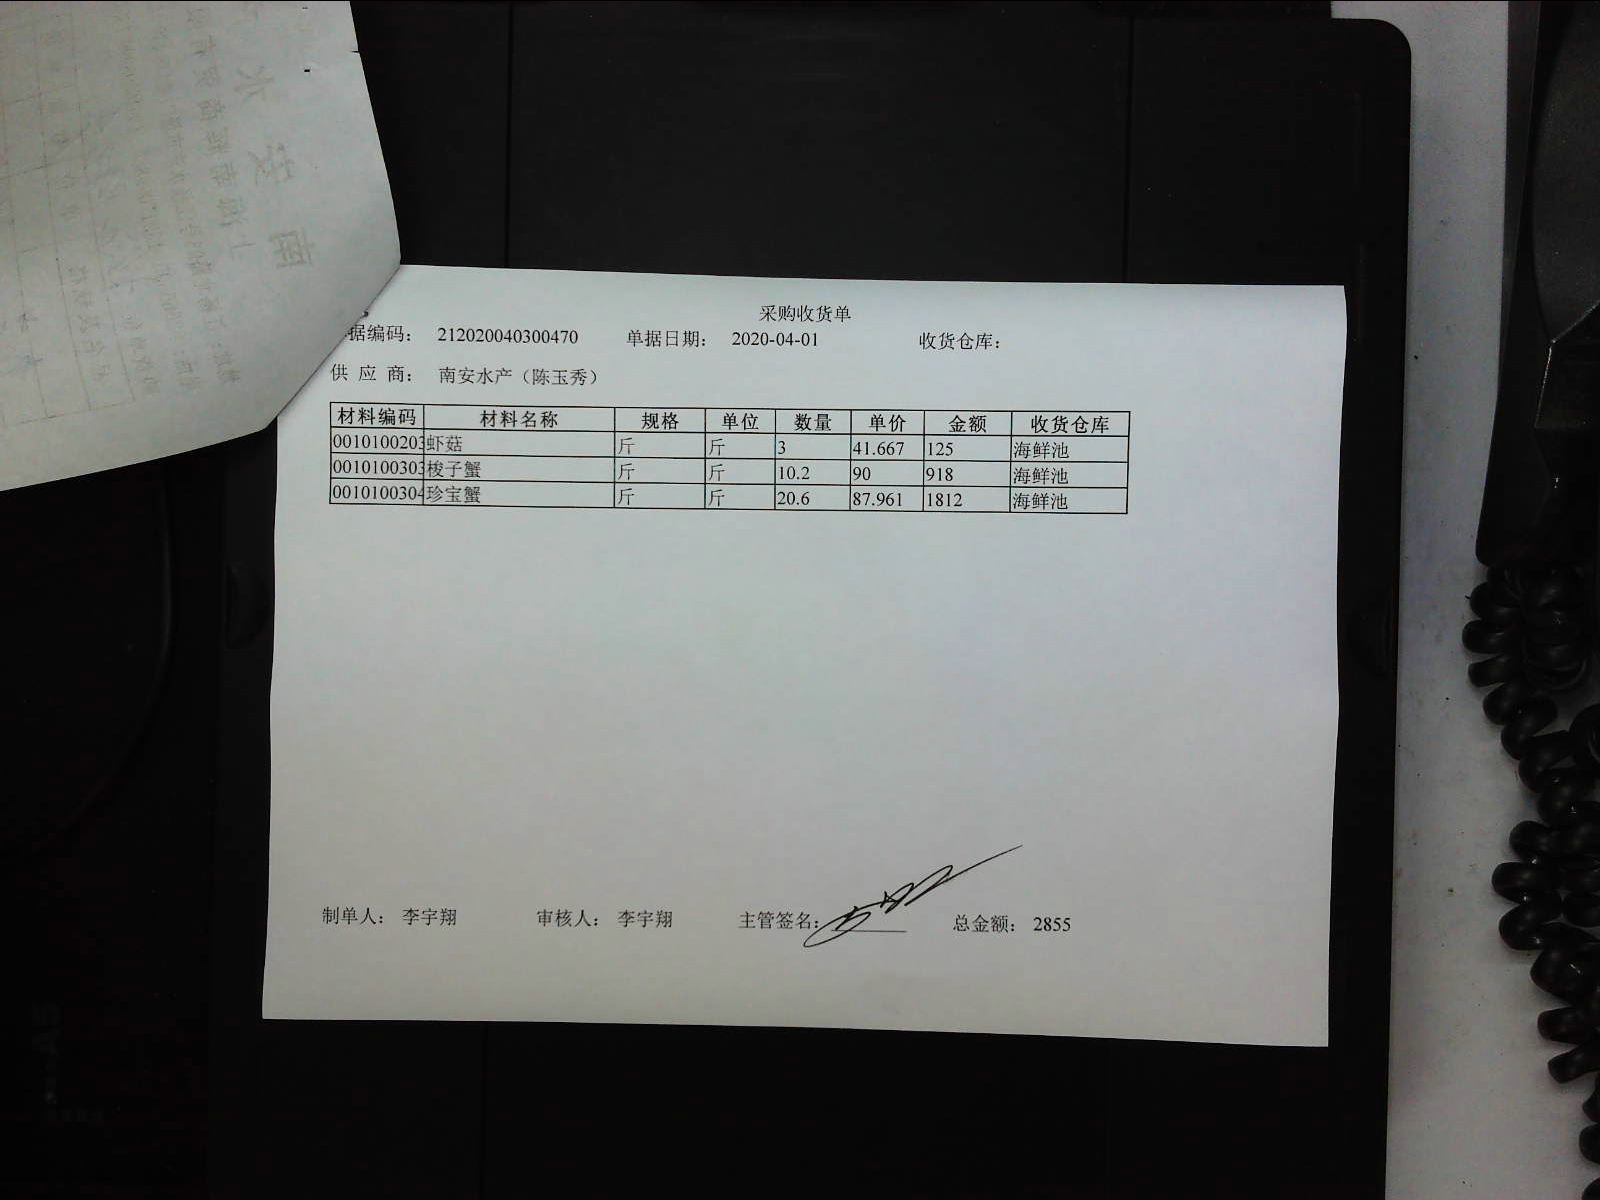 采购收货单
据编码： 212020040300470 单据日期： 2020-04-01 收货仓库：
供 应 商： 南安水产（陈玉秀）
材料编码 材料名称 规格 单位 数量 单价 金额 收货仓库
0010100203 虾菇 斤 斤 3 41.667 125 海鲜池
0010100303 梭子蟹 斤 斤 10.2 90 918 海鲜池
0010100304 珍宝蟹 斤 斤 20.6 87.961 1812 海鲜池
制单人： 李宇翔 审核人： 李宇翔 主管签名： 总金额： 2855